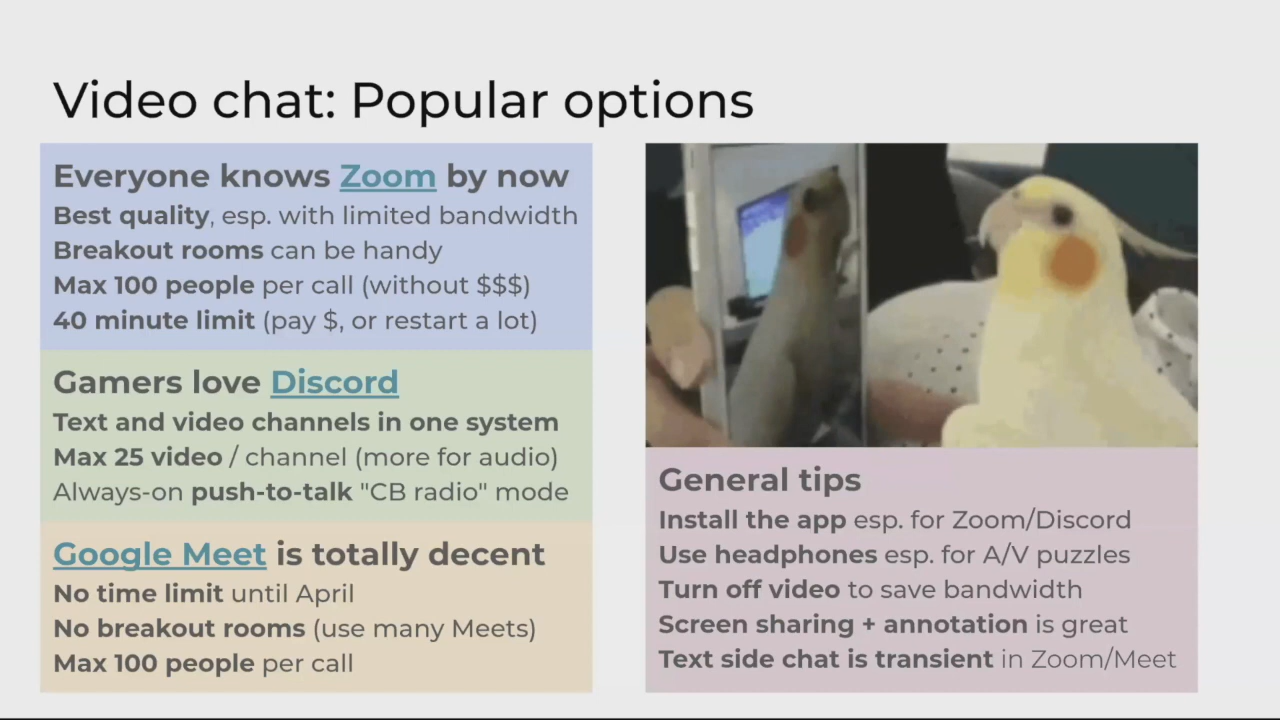 Video chat: Popular options
Everyone knows Zoom by now
Best quality, esp. with limited bandwidth
Breakout rooms can be handy
Max 100 people per call (without $$$)
40 minute limit (pay $, or restart a lot)
Gamers love Discord
Text and video channels in one system
Max 25 video / channel (more for audio)
Always-on push-to-talk "CB radio" mode
Google Meet is totally decent
No time limit until April
No breakout rooms (use many Meets)
Max 100 people per call
General tips
Install the app esp. for Zoom/Discord
Use headphones esp. for A/V puzzles
Turn off video to save bandwidth
Screen sharing + annotation is great
Text side chat is transient in Zoom/Meet